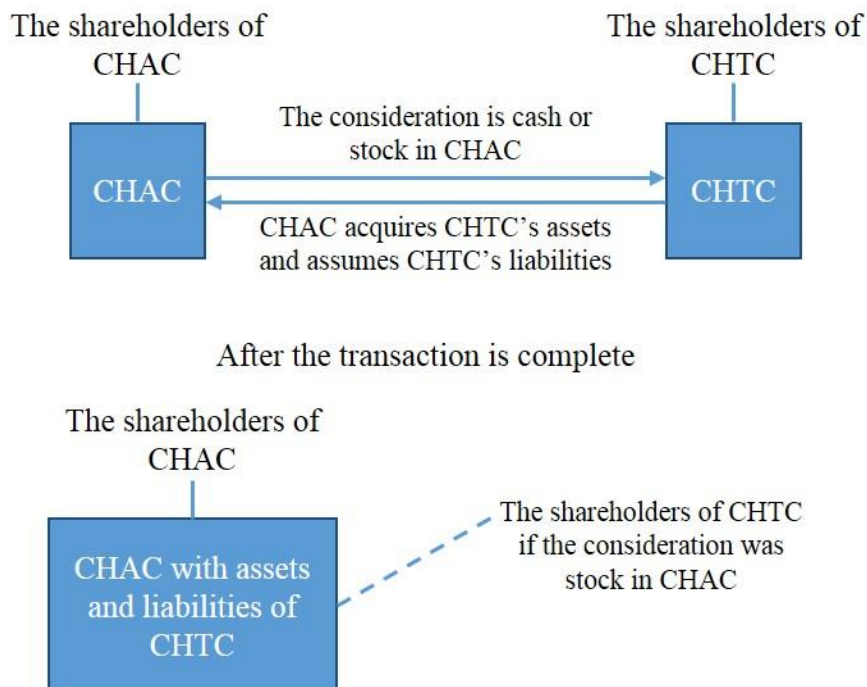 The shareholders of
CHAC
The shareholders of
CHTC
The consideration is cash or
stock in CHAC
CHAC
CHTC
CHAC acquires CHTC’s assets
and assumes CHTC’s liabilities
After the transaction is complete
The shareholders of
CHAC
The shareholders of CHTC
if the consideration was
stock in CHAC
CHAC with assets
and liabilities of
CHTC